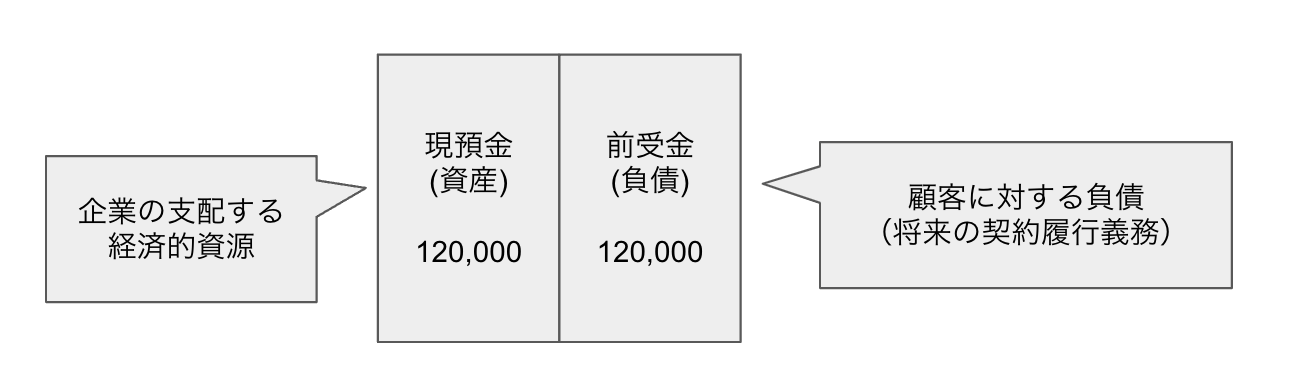 企業の支配する
経済的資源
現預金
(資産)
120,000
前受金
(負債)
120,000
顧客に対する負債
（将来の契約履行義務）